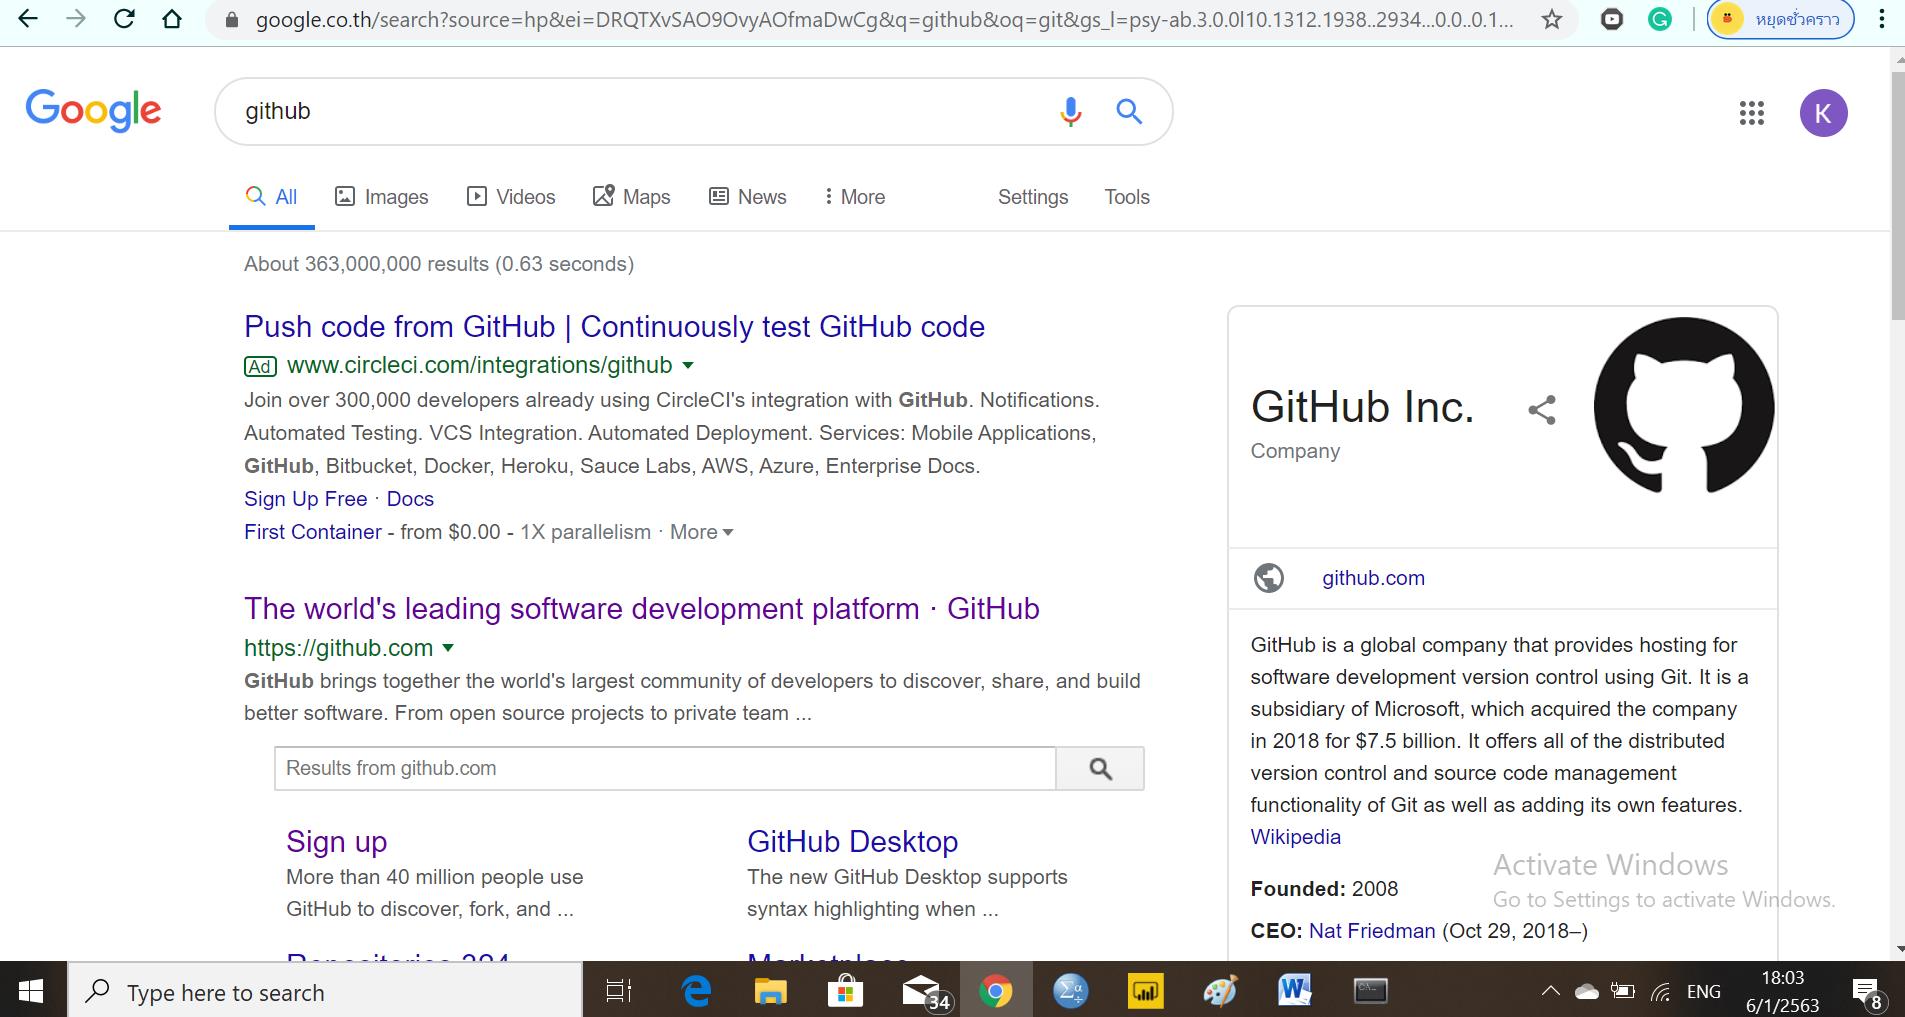 google.co.th/search?source=hp&ei=DRQTXvSAO9OvyAOfmaDwCg&q=github&oq=git&gs_l=psy-ab.3.0.0l10.1312.1938..2934...0.0..0.1...
หยุดชั่วคราว
Google
github
K
All
Images
Videos
Maps
News
More
Settings
Tools
About 363,000,000 results (0.63 seconds)
Push code from GitHub | Continuously test GitHub code
Ad www.circleci.com/integrations/github
Join over 300,000 developers already using CircleCI's integration with GitHub. Notifications.
Automated Testing. VCS Integration. Automated Deployment. Services: Mobile Applications,
GitHub, Bitbucket, Docker, Heroku, Sauce Labs, AWS, Azure, Enterprise Docs.
Sign Up Free · Docs
First Container - from $0.00 - 1X parallelism · More
The world's leading software development platform · GitHub
https://github.com
GitHub brings together the world's largest community of developers to discover, share, and build
better software. From open source projects to private team ...
Results from github.com
Sign up
More than 40 million people use
GitHub to discover, fork, and ...
GitHub Desktop
The new GitHub Desktop supports
syntax highlighting when ...
Repositories 324
Marketplace
GitHub Inc.
Company
github.com
GitHub is a global company that provides hosting for
software development version control using Git. It is a
subsidiary of Microsoft, which acquired the company
in 2018 for $7.5 billion. It offers all of the distributed
version control and source code management
functionality of Git as well as adding its own features.
Wikipedia
Founded: 2008
CEO: Nat Friedman (Oct 29, 2018–)
Activate Windows
Go to Settings to activate Windows.
Type here to search
34
ENG
18:03
6/1/2563
8